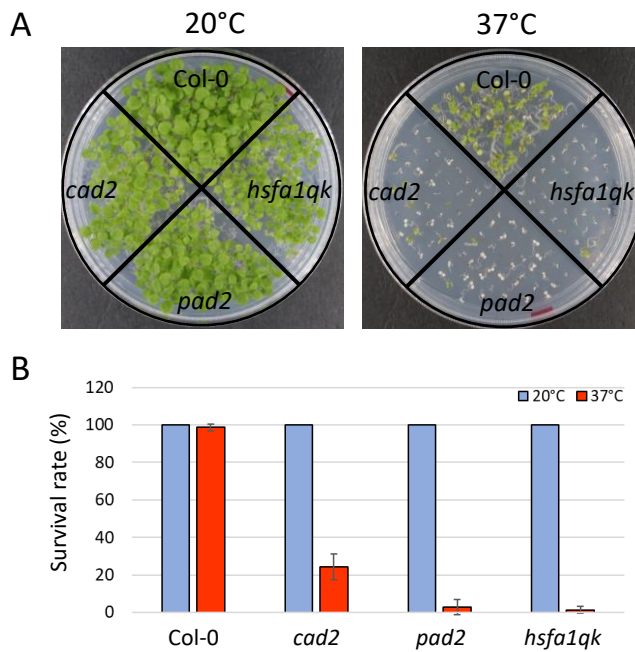 A
20°C
37°C
Col-0
cad2
hsfa1qk
pad2
Col-0
cad2
hsfa1qk
pad2
B
Survival rate (%)
120
100
80
60
40
20
0
20°C
37°C
Col-0
cad2
pad2
hsfa1qk